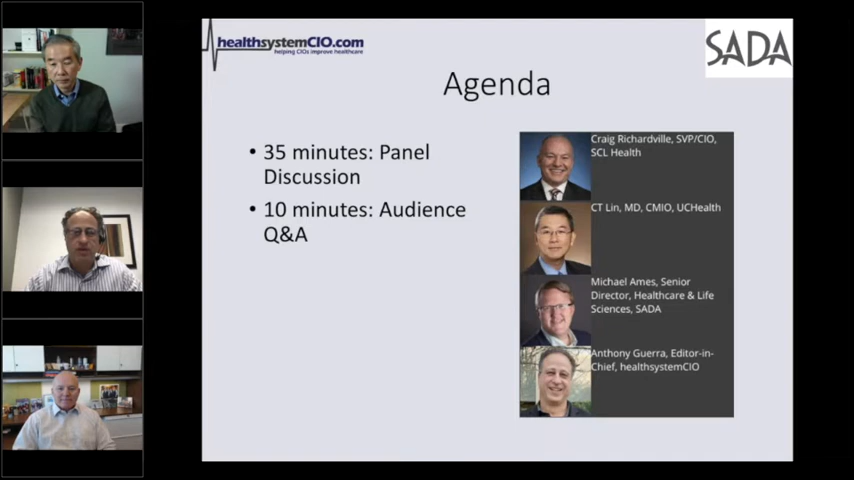 healthsystemCIO.com
helping CIOs improve healthcare
SADA
Agenda
• 35 minutes: Panel
Discussion
• 10 minutes: Audience
Q&A
Craig Richardville, SVP/CIO,
SCL Health
CT Lin, MD, CMIO, UCHealth
Michael Ames, Senior
Director, Healthcare & Life
Sciences, SADA
Anthony Guerra, Editor-in-
Chief, healthsystemCIO